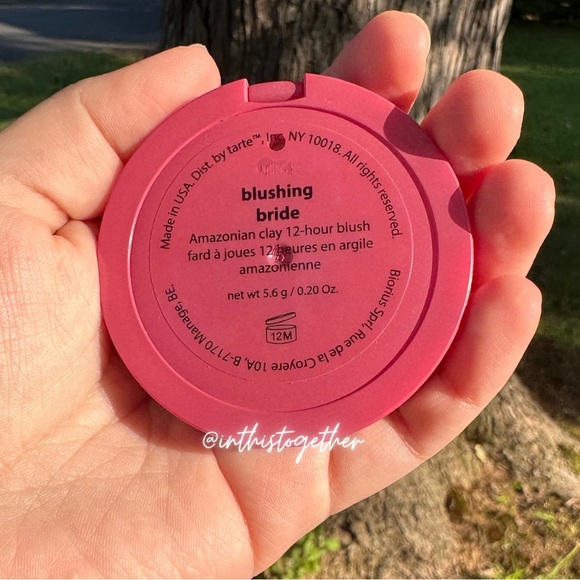 Made in USA. Dist. by tarte™, Inc. NY 10018. All rights reserved.
blushing
bride
Amazonian clay 12-hour blush
fard à joues 12 heures en argile
amazonienne
net wt 5.6 g / 0.20 Oz.
12M
Biorius Sprl, Rue de la Croyere 10A, B-7170 Manage, BE.
@inthistogether